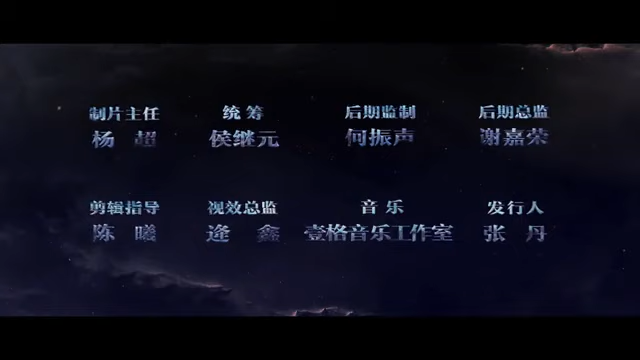 制片主任 统筹 后期监制 后期总监
杨超 侯继元 何振声 谢嘉荣
剪辑指导 视效总监 音乐 发行人
陈曦 逄鑫 壹格音乐工作室 张丹